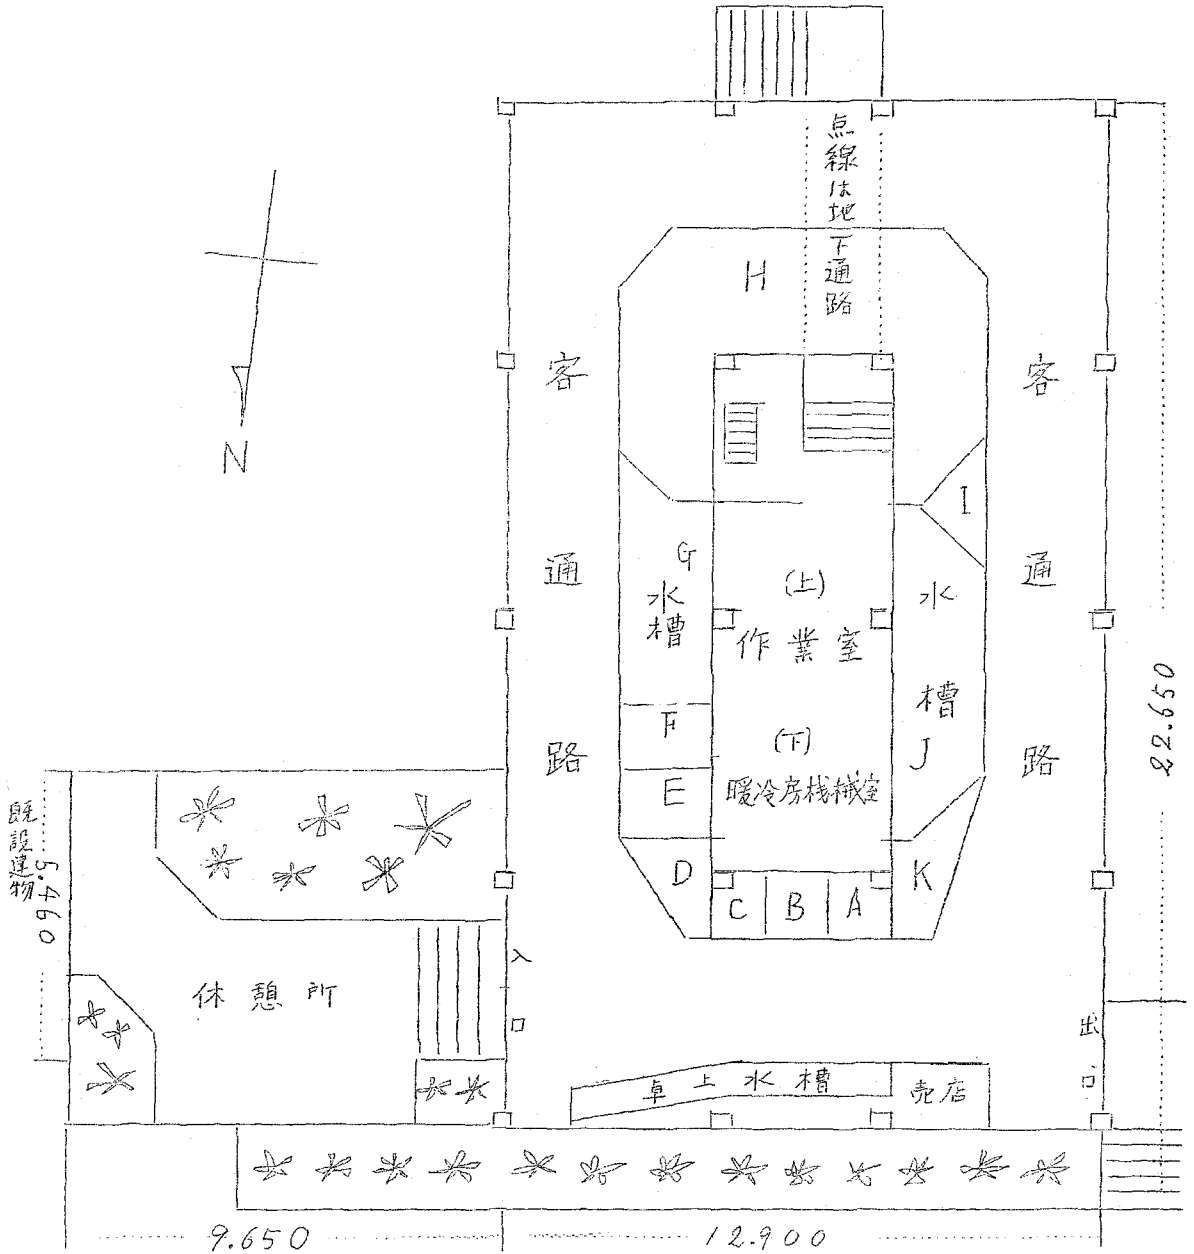 点線は地下通路
H
N
客通路
客通路
I
G
水槽
(上)
作業室
水槽
J
F
(下)
暖冷房桟械室
E
22.650
既設建物
5.460
D
K
C
B
A
入口
休憩所
出口
卓上水槽
売店
9.650
12.900